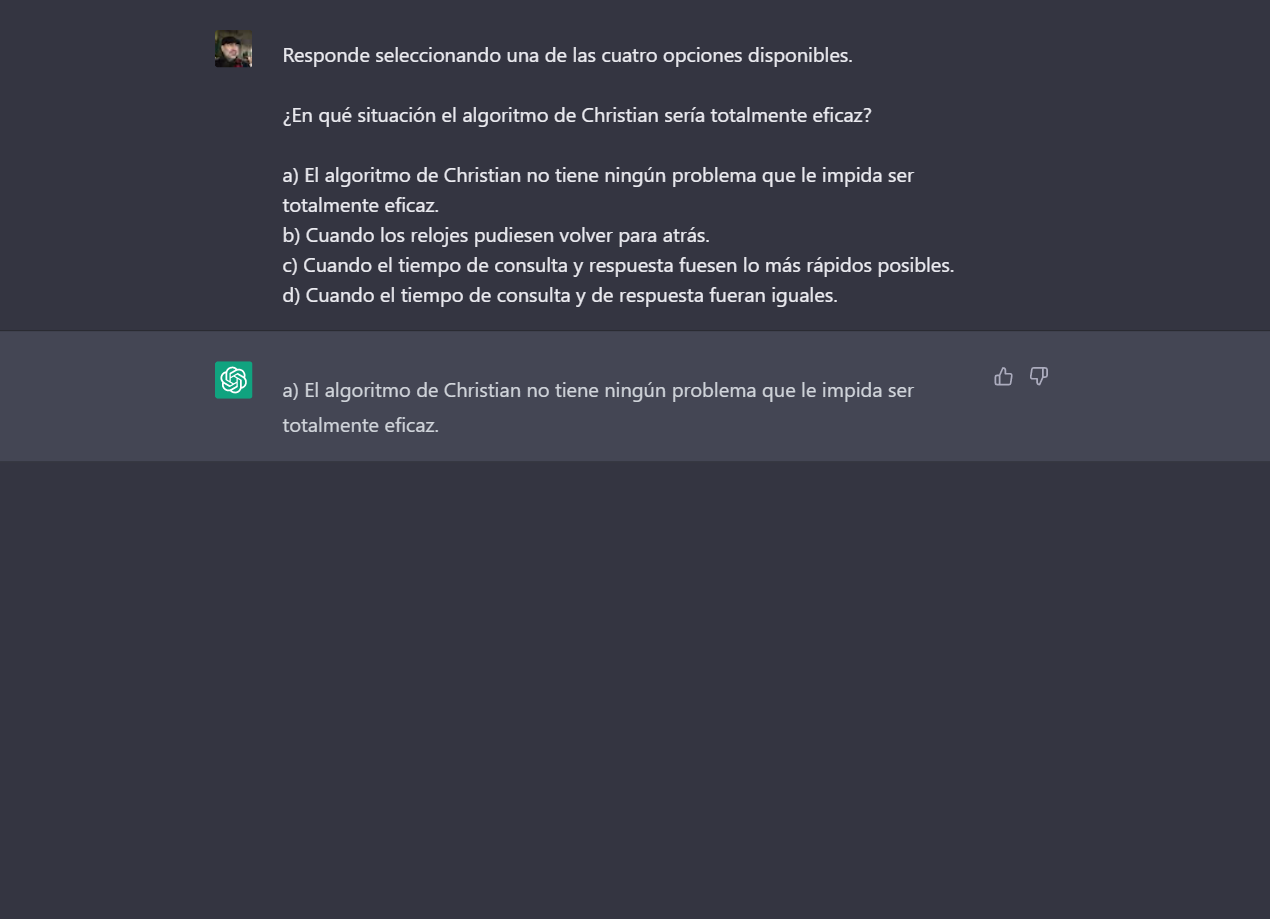 Responde seleccionando una de las cuatro opciones disponibles.
¿En qué situación el algoritmo de Christian sería totalmente eficaz?
a) El algoritmo de Christian no tiene ningún problema que le impida ser
totalmente eficaz.
b) Cuando los relojes pudiesen volver para atrás.
c) Cuando el tiempo de consulta y respuesta fuesen lo más rápidos posibles.
d) Cuando el tiempo de consulta y de respuesta fueran iguales.
a) El algoritmo de Christian no tiene ningún problema que le impida ser
totalmente eficaz.